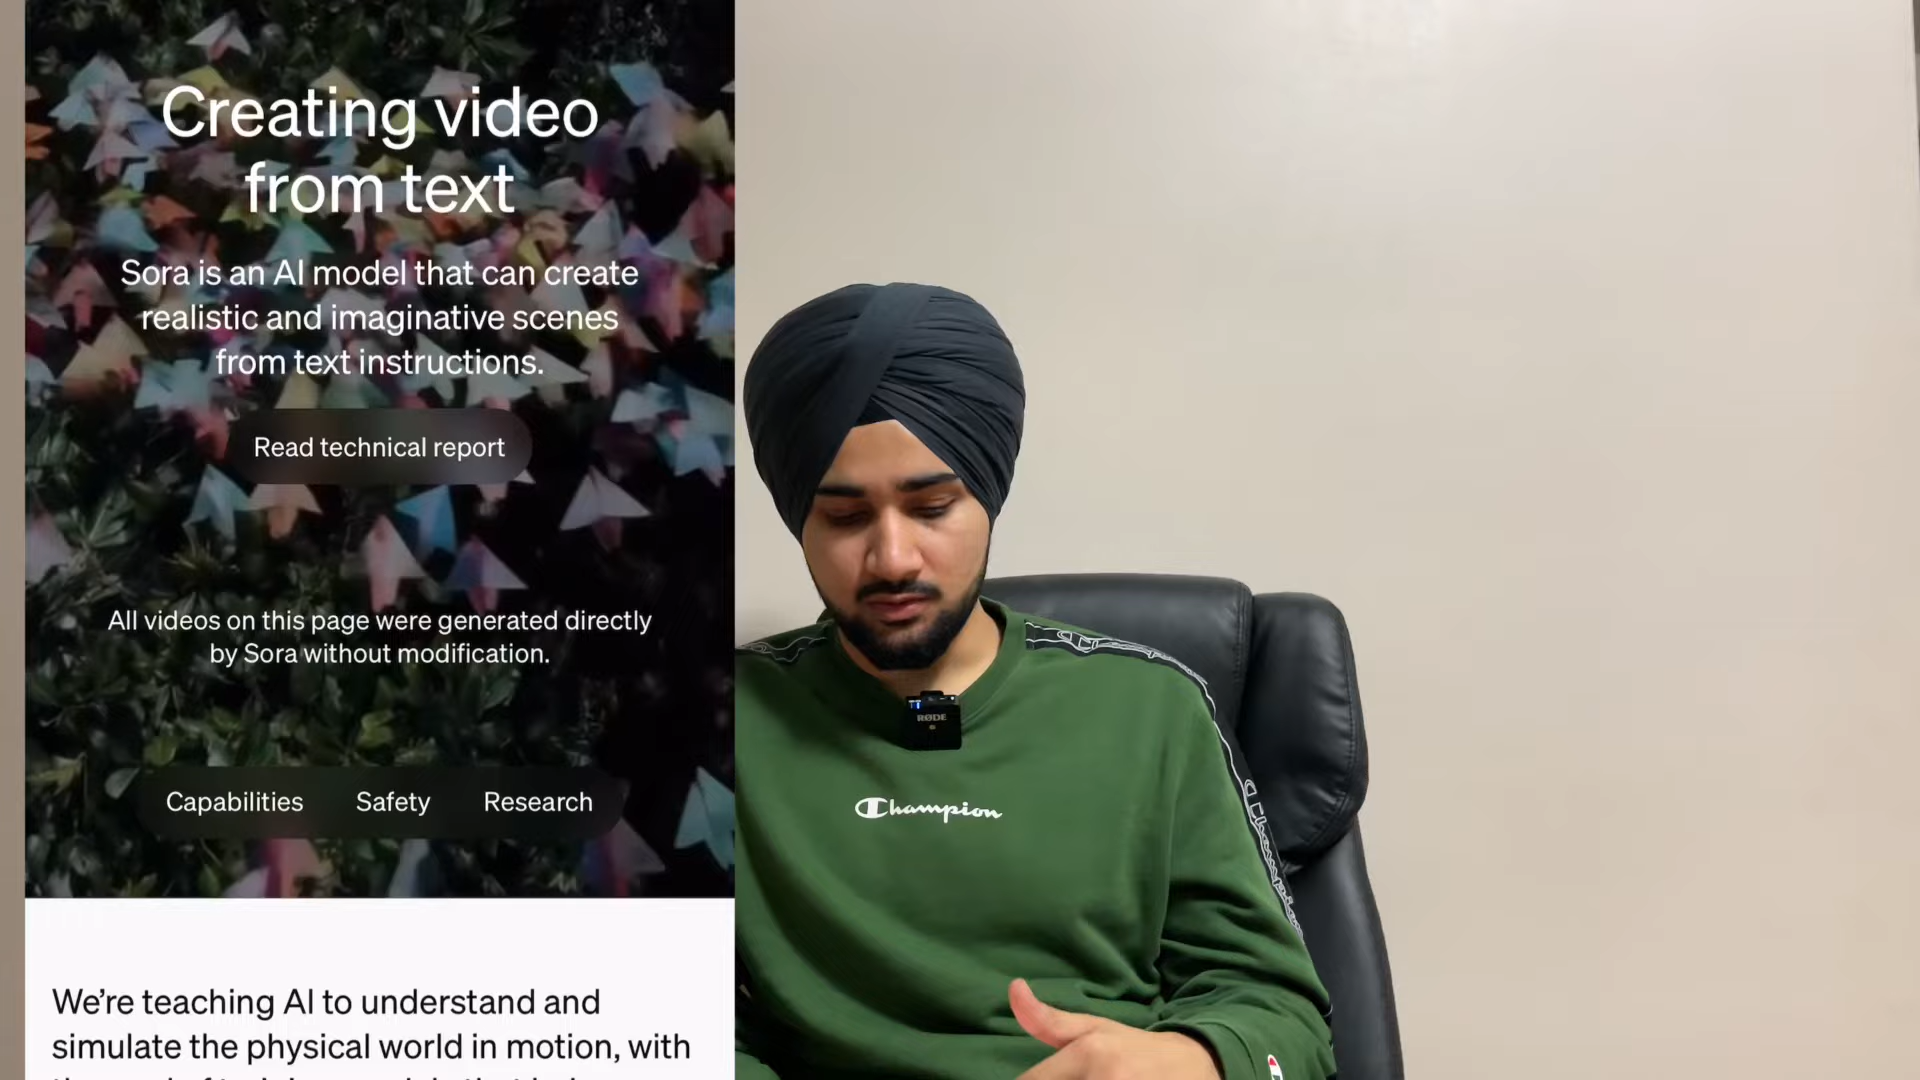 Creating video
from text
Sora is an AI model that can create
realistic and imaginative scenes
from text instructions.
Read technical report
All videos on this page were generated directly
by Sora without modification.
Capabilities Safety Research
We’re teaching AI to understand and
simulate the physical world in motion, with
RØDE
Champion
Champion